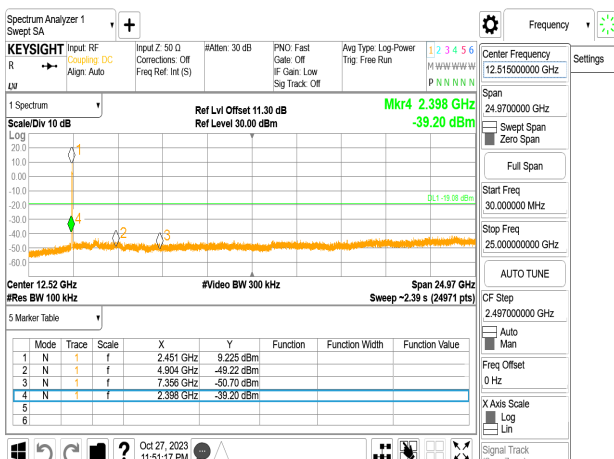 Spectrum Analyzer 1
Swept SA
Frequency
KEYSIGHT
R
LXI
Input: RF
Coupling: DC
Align: Auto
Input Z: 50 Ω
Corrections: Off
Freq Ref: Int (S)
#Atten: 30 dB
PNO: Fast
Gate: Off
IF Gain: Low
Sig Track: Off
Avg Type: Log-Power
Trig: Free Run
1 2 3 4 5 6
M W W W W W
P N N N N N
Center Frequency
12.515000000 GHz
Settings
Span
24.9700000 GHz
Swept Span
Zero Span
Full Span
Start Freq
30.000000 MHz
Stop Freq
25.000000000 GHz
AUTO TUNE
CF Step
2.497000000 GHz
Auto
Man
Freq Offset
0 Hz
X Axis Scale
Log
Lin
Signal Track
1 Spectrum
Scale/Div 10 dB
Ref Lvl Offset 11.30 dB
Ref Level 30.00 dBm
Mkr4 2.398 GHz
-39.20 dBm
Log
20.0
10.0
0.00
-10.0
-20.0
-30.0
-40.0
-50.0
-60.0
1
4
2
3
DL1 -19.08 dBm
Center 12.52 GHz
#Res BW 100 kHz
#Video BW 300 kHz
Span 24.97 GHz
Sweep ~2.39 s (24971 pts)
5 Marker Table
Mode Trace Scale X Y Function Function Width Function Value
1 N 1 f 2.451 GHz 9.225 dBm
2 N 1 f 4.904 GHz -49.22 dBm
3 N 1 f 7.356 GHz -50.70 dBm
4 N 1 f 2.398 GHz -39.20 dBm
5
6
?
Oct 27, 2023
11:51:17 PM